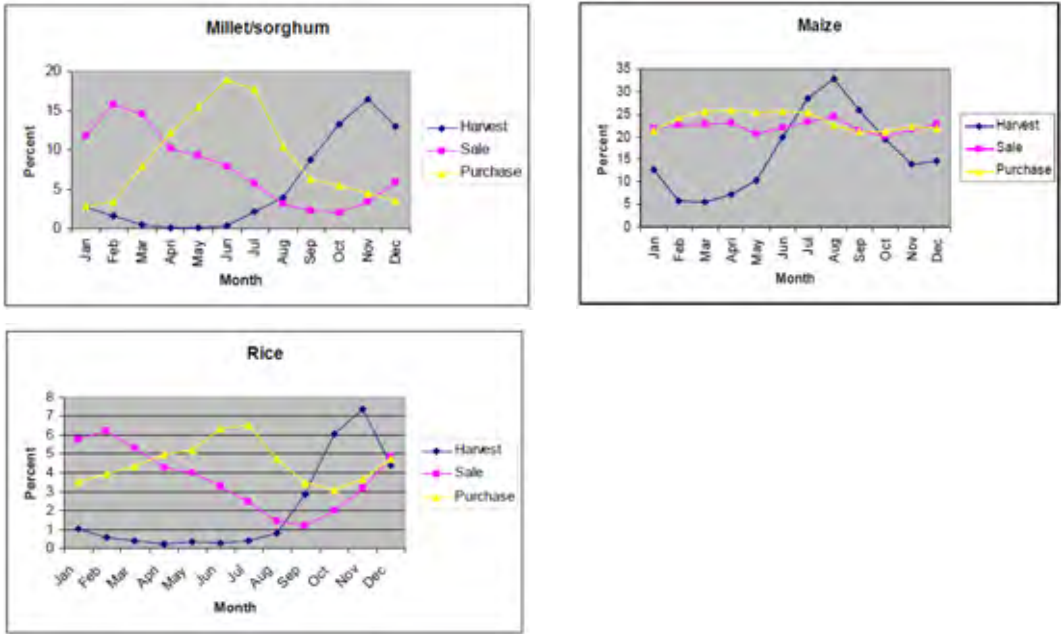 Millet/sorghum
Percent
20
15
10
5
0
Jan
Feb
Mar
Apri
May
Jun
Jul
Aug
Sep
Oct
Nov
Dec
Month
Harvest
Sale
Purchase
Maize
Percent
35
30
25
20
15
10
5
0
Jan
Feb
Mar
Apri
May
Jun
Jul
Aug
Sep
Oct
Nov
Dec
Month
Harvest
Sale
Purchase
Rice
Percent
8
7
6
5
4
3
2
1
0
Jan
Feb
Mar
Apri
May
Jun
Jul
Aug
Sep
Oct
Nov
Dec
Month
Harvest
Sale
Purchase